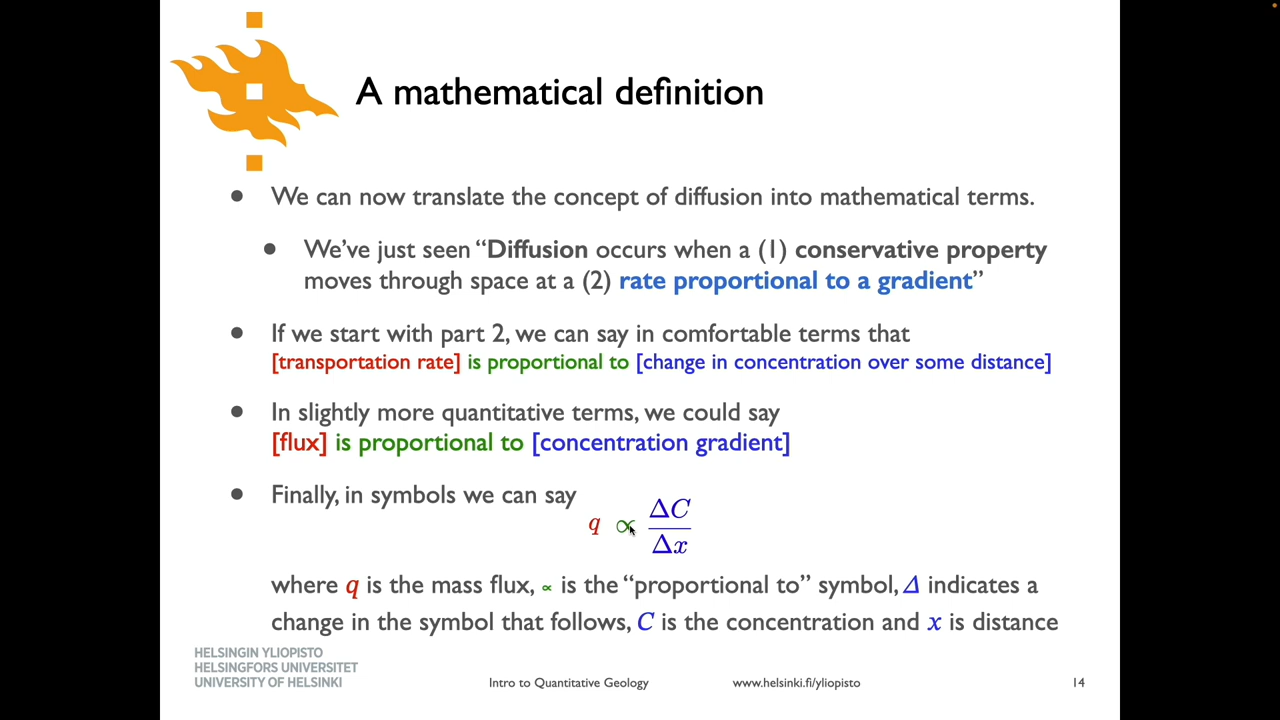 A mathematical definition
• We can now translate the concept of diffusion into mathematical terms.
• We've just seen “Diffusion occurs when a (1) conservative property
moves through space at a (2) rate proportional to a gradient”
• If we start with part 2, we can say in comfortable terms that
[transportation rate] is proportional to [change in concentration over some distance]
• In slightly more quantitative terms, we could say
[flux] is proportional to [concentration gradient]
• Finally, in symbols we can say
q ∝ ΔC/Δx
where q is the mass flux, ∝ is the “proportional to” symbol, Δ indicates a
change in the symbol that follows, C is the concentration and x is distance
HELSINGIN YLIOPISTO
HELSINGFORS UNIVERSITET
UNIVERSITY OF HELSINKI
Intro to Quantitative Geology
www.helsinki.fi/yliopisto
14